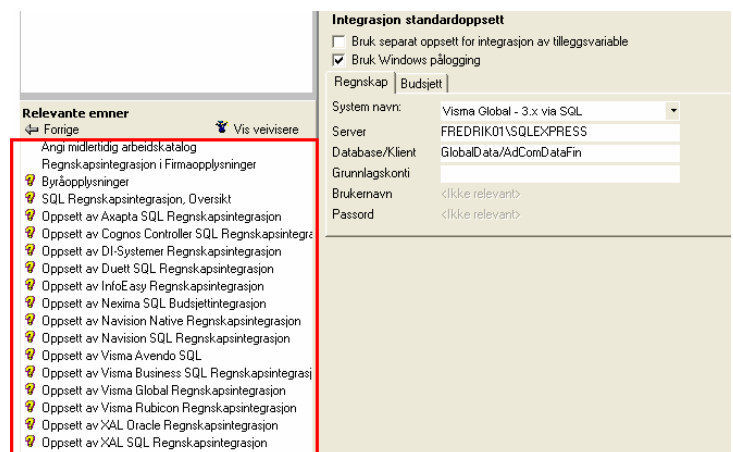 Integrasjon standardoppsett
Bruk separat oppsett for integrasjon av tilleggsvariable
Bruk Windows pålogging
Regnskap
Budsjett
System navn:
Visma Global - 3.x via SQL
Server
FREDRIK01\SQLEXPRESS
Database/Klient
GlobalData/AdComDataFin
Grunnlagskonti
Brukernavn
<Ikke relevant>
Passord
<Ikke relevant>
Relevante emner
Forrige
Vis veivisere
Angi midlertidig arbeidskatalog
Regnskapsintegrasjon i Firmaopplysninger
Byråopplysninger
SQL Regnskapsintegrasjon, Oversikt
Oppsett av Axapta SQL Regnskapsintegrasjon
Oppsett av Cognos Controller SQL Regnskapsintegra
Oppsett av DI-Systemer Regnskapsintegrasjon
Oppsett av Duett SQL Regnskapsintegrasjon
Oppsett av InfoEasy Regnskapsintegrasjon
Oppsett av Nexima SQL Budsjettintegrasjon
Oppsett av Navision Native Regnskapsintegrasjon
Oppsett av Navision SQL Regnskapsintegrasjon
Oppsett av Visma Avendo SQL
Oppsett av Visma Business SQL Regnskapsintegrasj
Oppsett av Visma Global Regnskapsintegrasjon
Oppsett av Visma Rubicon Regnskapsintegrasjon
Oppsett av XAL Oracle Regnskapsintegrasjon
Oppsett av XAL SQL Regnskapsintegrasjon